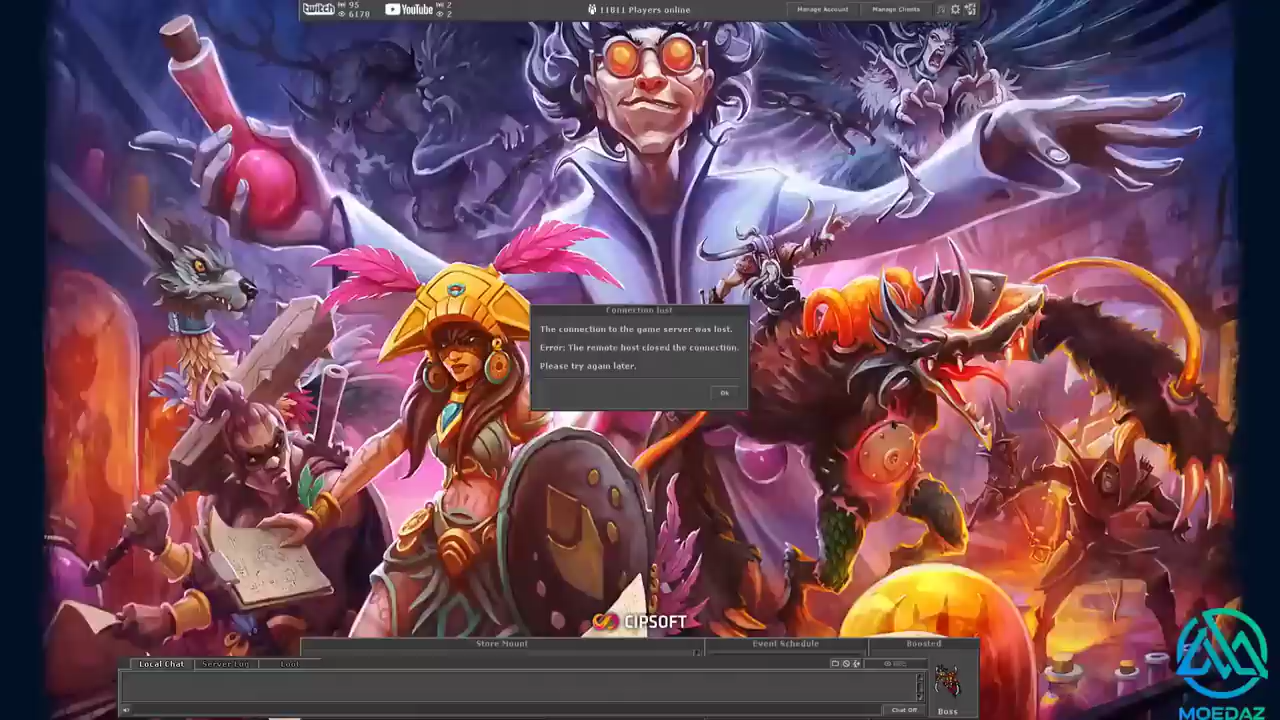 twitch 95 YouTube 2 11811 Players online Manage Account Manage Clients
6170 2
Connection lost
The connection to the game server was lost.
Error: The remote host closed the connection.
Please try again later.
Ok
CIPSOFT
Store Mount Event Schedule Boosted
Local Chat Server Log Loot
Chat Off Boss
MOEDAZ